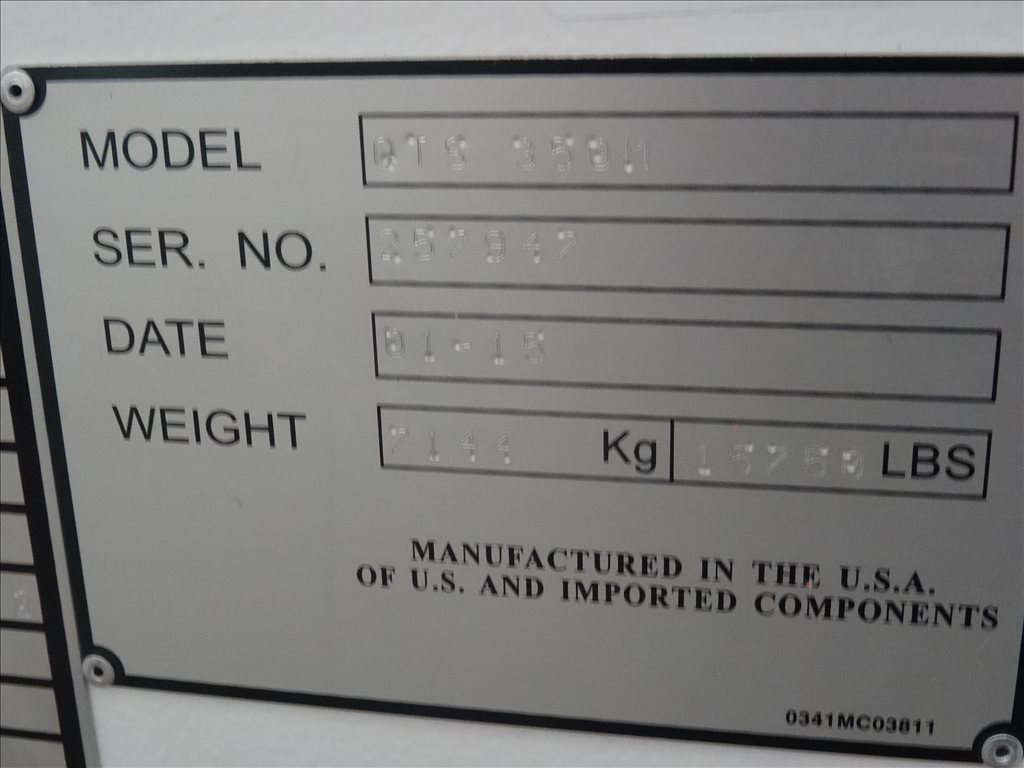 MODEL QTS 350M
SER. NO. 257947
DATE 01-15
WEIGHT 7144 Kg 15750 LBS
MANUFACTURED IN THE U.S.A.
OF U.S. AND IMPORTED COMPONENTS
0341MC03811
2